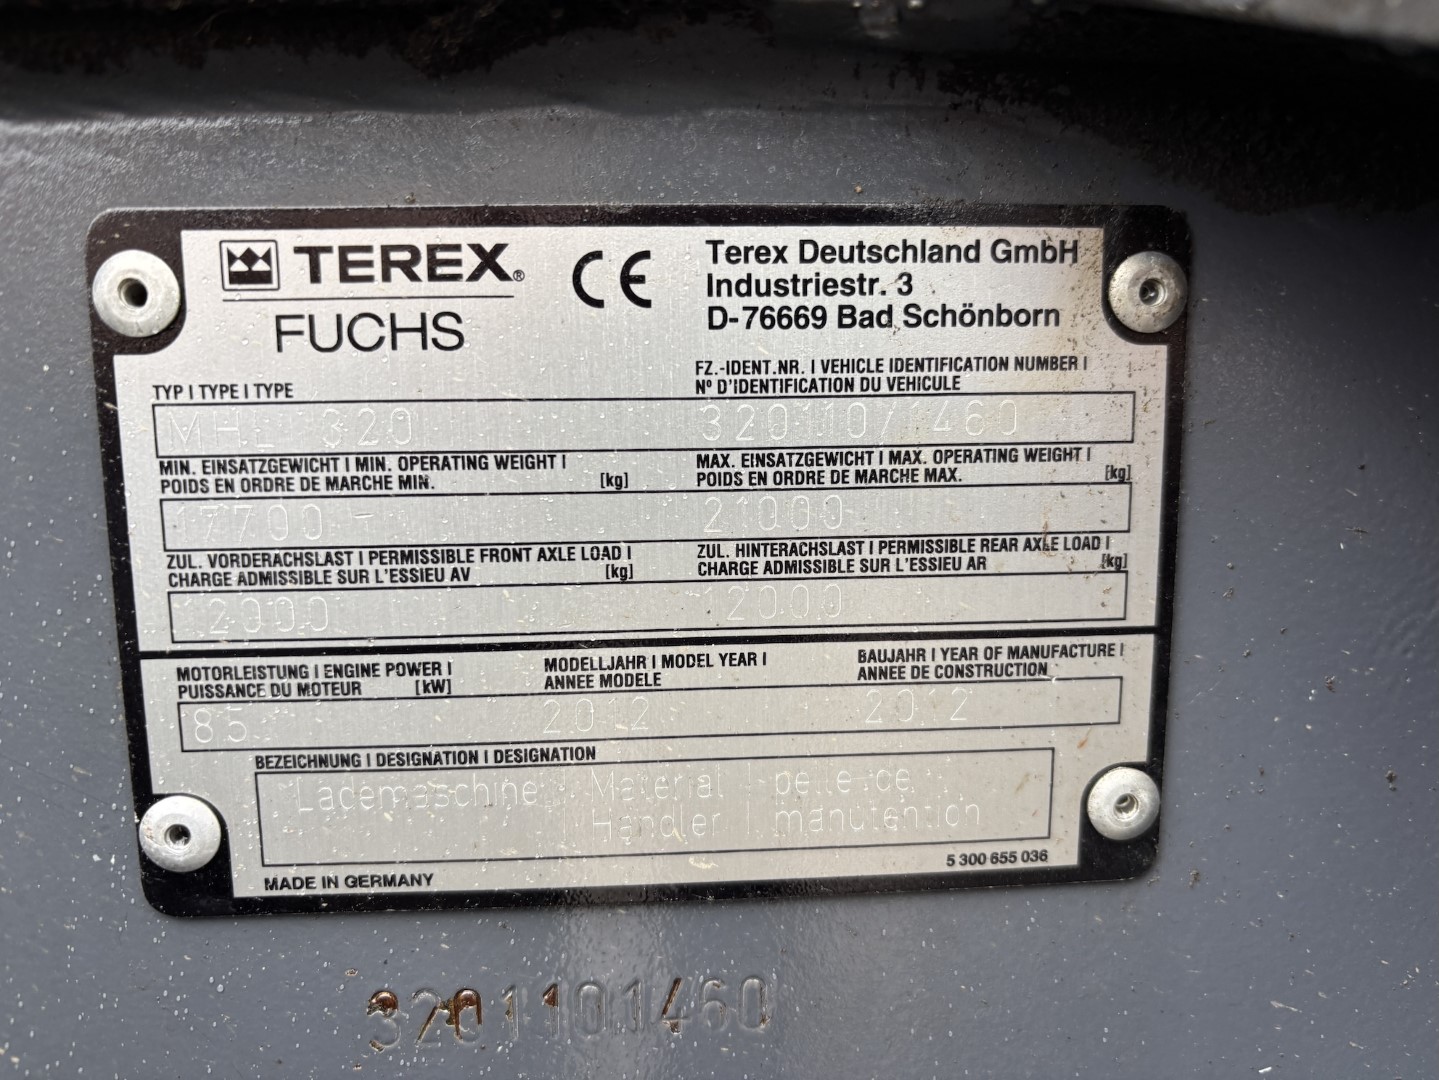 TEREX®
FUCHS
CE
Terex Deutschland GmbH
Industriestr. 3
D-76669 Bad Schönborn
TYP | TYPE | TYPE
FZ.-IDENT.NR. | VEHICLE IDENTIFICATION NUMBER |
Nº D'IDENTIFICATION DU VEHICULE
MHL 320
320110/1460
MIN. EINSATZGEWICHT | MIN. OPERATING WEIGHT |
POIDS EN ORDRE DE MARCHE MIN. [kg]
MAX. EINSATZGEWICHT | MAX. OPERATING WEIGHT |
POIDS EN ORDRE DE MARCHE MAX. [kg]
17700 -
21000
ZUL. VORDERACHSLAST | PERMISSIBLE FRONT AXLE LOAD |
CHARGE ADMISSIBLE SUR L'ESSIEU AV [kg]
ZUL. HINTERACHSLAST | PERMISSIBLE REAR AXLE LOAD |
CHARGE ADMISSIBLE SUR L'ESSIEU AR [kg]
12000
12000
MOTORLEISTUNG | ENGINE POWER |
PUISSANCE DU MOTEUR [kW]
MODELLJAHR | MODEL YEAR |
ANNEE MODELE
BAUJAHR | YEAR OF MANUFACTURE |
ANNÉE DE CONSTRUCTION
85
2012
2012
BEZEICHNUNG | DESIGNATION | DESIGNATION
Lademaschine | Material | pelle de
Handler | manutention
5 300 655 036
MADE IN GERMANY
3201101460